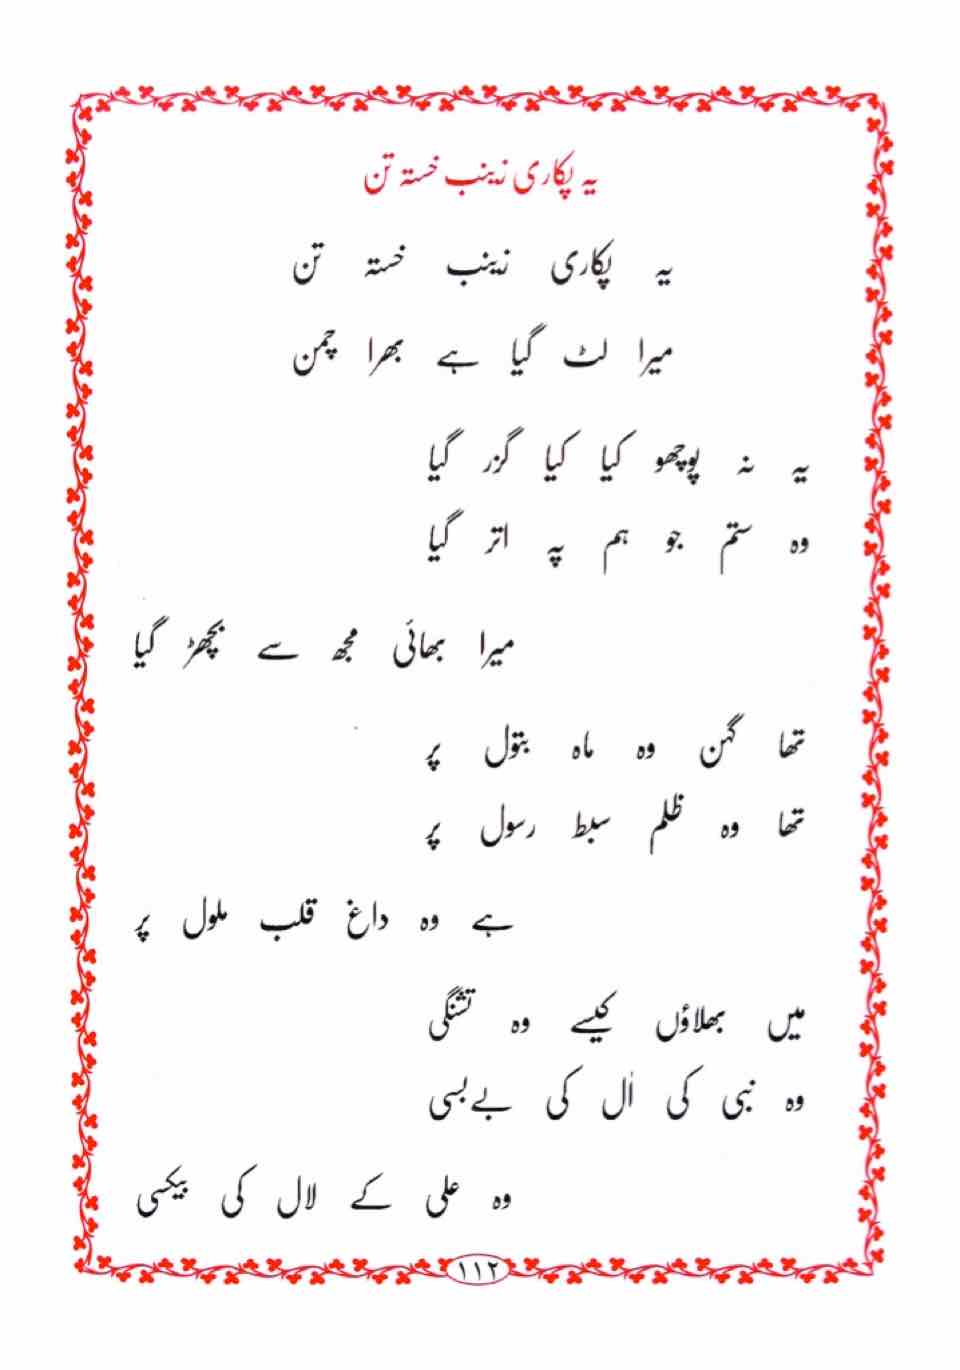 یہ پکاری زینب خستہ تن
یہ پکاری زینب خستہ تن
میرا لٹ گیا ہے بھرا چمن
یہ نہ پوچھو کیا کیا گزر گیا
وہ ستم جو ہم پہ اتر گیا
میرا بھائی مجھ سے بچھڑ گیا
تھا گہن وہ ماہ بتول پر
تھا وہ ظلم سبط رسول پر
ہے وہ داغ قلب ملول پر
میں بھلاؤں کیسے وہ تشنگی
وہ نبی کی اٰل کی بےبسی
وہ علی کے لال کی بیکسی
۱۱۲